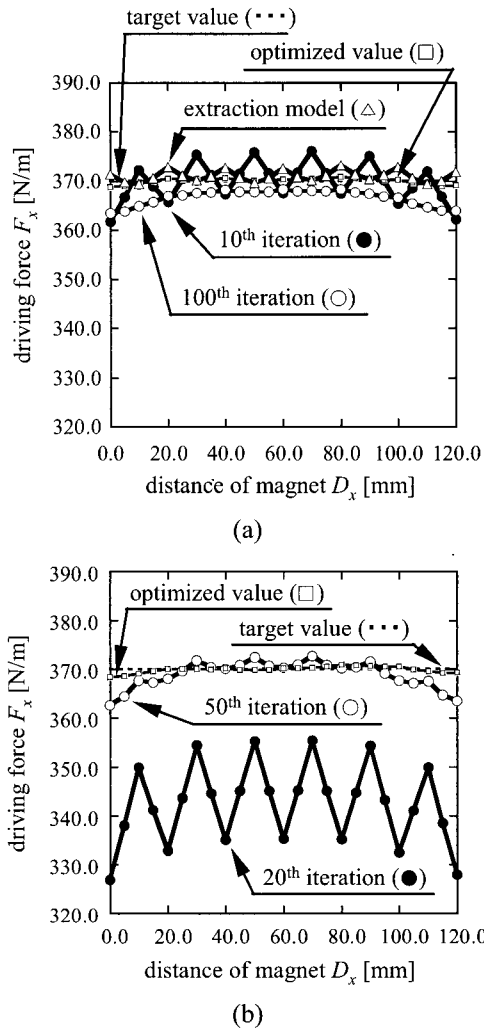 target value (···)
optimized value (□)
390.0
380.0
370.0
360.0
350.0
340.0
330.0
320.0
driving force Fx [N/m]
extraction model (△)
10th iteration (●)
100th iteration (○)
0.0 20.0 40.0 60.0 80.0 100.0 120.0
distance of magnet Dx [mm]
(a)
390.0
380.0
370.0
360.0
350.0
340.0
330.0
320.0
driving force Fx [N/m]
optimized value (□)
target value (···)
50th iteration (○)
20th iteration (●)
0.0 20.0 40.0 60.0 80.0 100.0 120.0
distance of magnet Dx [mm]
(b)